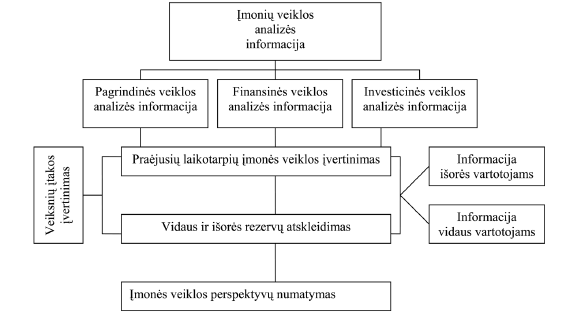 Įmonių veiklos
analizės
informacija
Pagrindinės veiklos
analizės informacija
Finansinės veiklos
analizės informacija
Investicinės veiklos
analizės informacija
Veiksnių įtakos
įvertinimas
Praėjusių laikotarpių įmonės veiklos įvertinimas
Informacija
išorės vartotojams
Vidaus ir išorės rezervų atskleidimas
Informacija
vidaus vartotojams
Įmonės veiklos perspektyvų numatymas